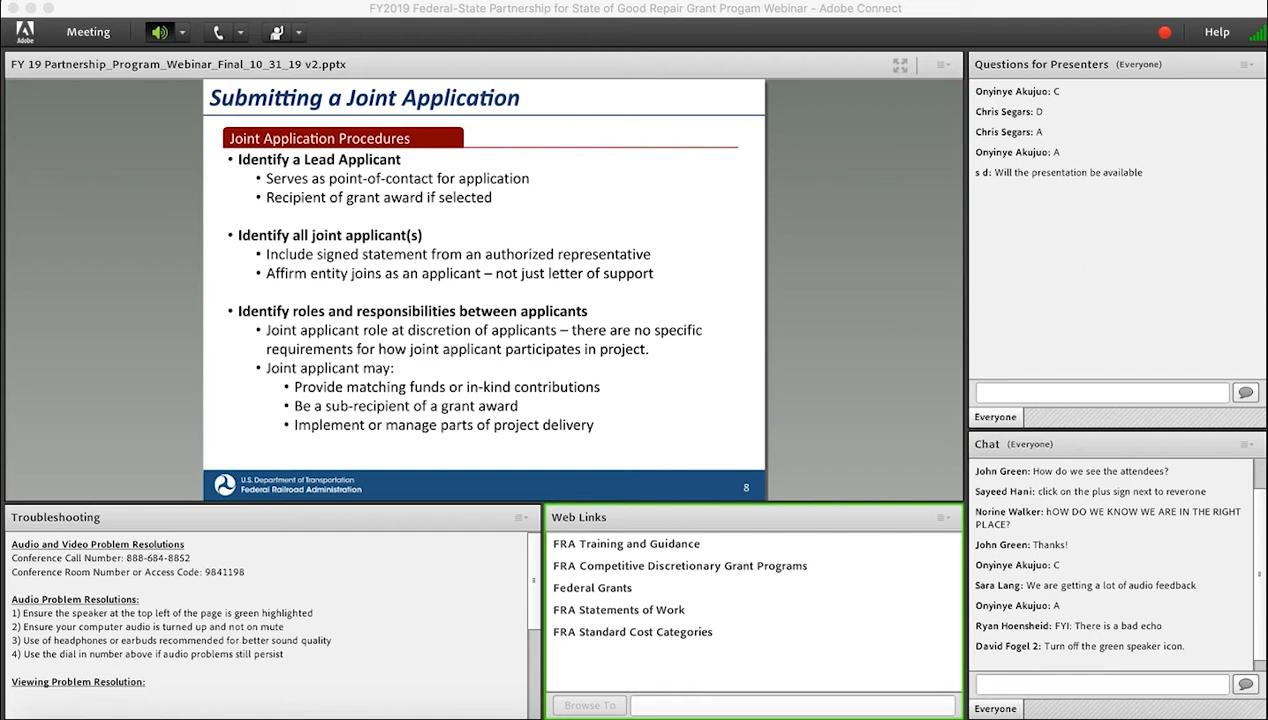 FY2019 Federal-State Partnership for State of Good Repair Grant Progam Webinar - Adobe Connect
Adobe
Meeting
Help
FY 19 Partnership_Program_Webinar_Final_10_31_19 v2.pptx
Submitting a Joint Application
Joint Application Procedures
• Identify a Lead Applicant
• Serves as point-of-contact for application
• Recipient of grant award if selected
• Identify all joint applicant(s)
• Include signed statement from an authorized representative
• Affirm entity joins as an applicant – not just letter of support
• Identify roles and responsibilities between applicants
• Joint applicant role at discretion of applicants – there are no specific
requirements for how joint applicant participates in project.
• Joint applicant may:
• Provide matching funds or in-kind contributions
• Be a sub-recipient of a grant award
• Implement or manage parts of project delivery
U.S. Department of Transportation
Federal Railroad Administration
8
Questions for Presenters (Everyone)
Onyinye Akujuo: C
Chris Segars: D
Chris Segars: A
Onyinye Akujuo: A
s d: Will the presentation be available
Everyone
Chat (Everyone)
John Green: How do we see the attendees?
Sayeed Hani: click on the plus sign next to reverone
Norine Walker: hOW DO WE KNOW WE ARE IN THE RIGHT
PLACE?
John Green: Thanks!
Onyinye Akujuo: C
Sara Lang: We are getting a lot of audio feedback
Onyinye Akujuo: A
Ryan Hoensheid: FYI: There is a bad echo
David Fogel 2: Turn off the green speaker icon.
Everyone
Troubleshooting
Audio and Video Problem Resolutions
Conference Call Number: 888-684-8852
Conference Room Number or Access Code: 9841198
Audio Problem Resolutions:
1) Ensure the speaker at the top left of the page is green highlighted
2) Ensure your computer audio is turned up and not on mute
3) Use of headphones or earbuds recommended for better sound quality
4) Use the dial in number above if audio problems still persist
Viewing Problem Resolution:
Web Links
FRA Training and Guidance
FRA Competitive Discretionary Grant Programs
Federal Grants
FRA Statements of Work
FRA Standard Cost Categories
Browse To